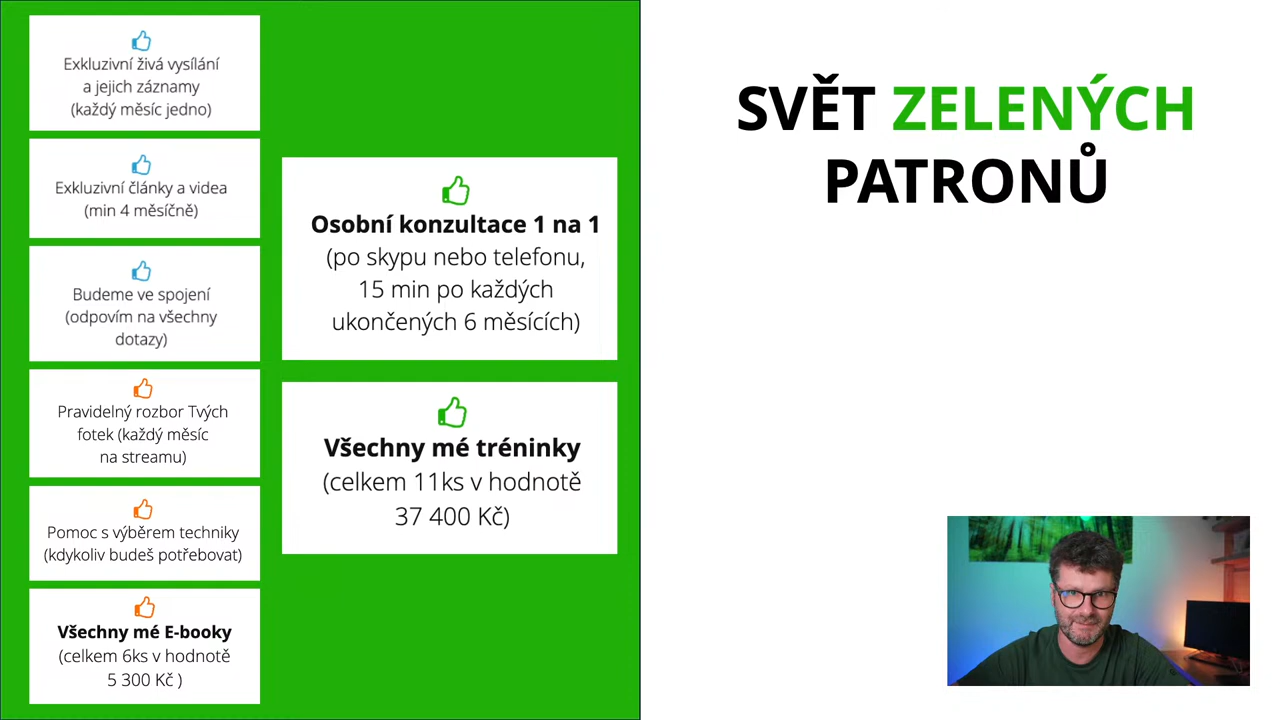 Exkluzivní živá vysílání
a jejich záznamy
(každý měsíc jedno)
Exkluzivní články a videa
(min 4 měsíčně)
Budeme ve spojení
(odpovím na všechny
dotazy)
Pravidelný rozbor Tvých
fotek (každý měsíc
na streamu)
Pomoc s výběrem techniky
(kdykoliv budeš potřebovat)
Všechny mé E-booky
(celkem 6ks v hodnotě
5 300 Kč )
Osobní konzultace 1 na 1
(po skypu nebo telefonu,
15 min po každých
ukončených 6 měsících)
Všechny mé tréninky
(celkem 11ks v hodnotě
37 400 Kč)
SVĚT ZELENÝCH
PATRONŮ